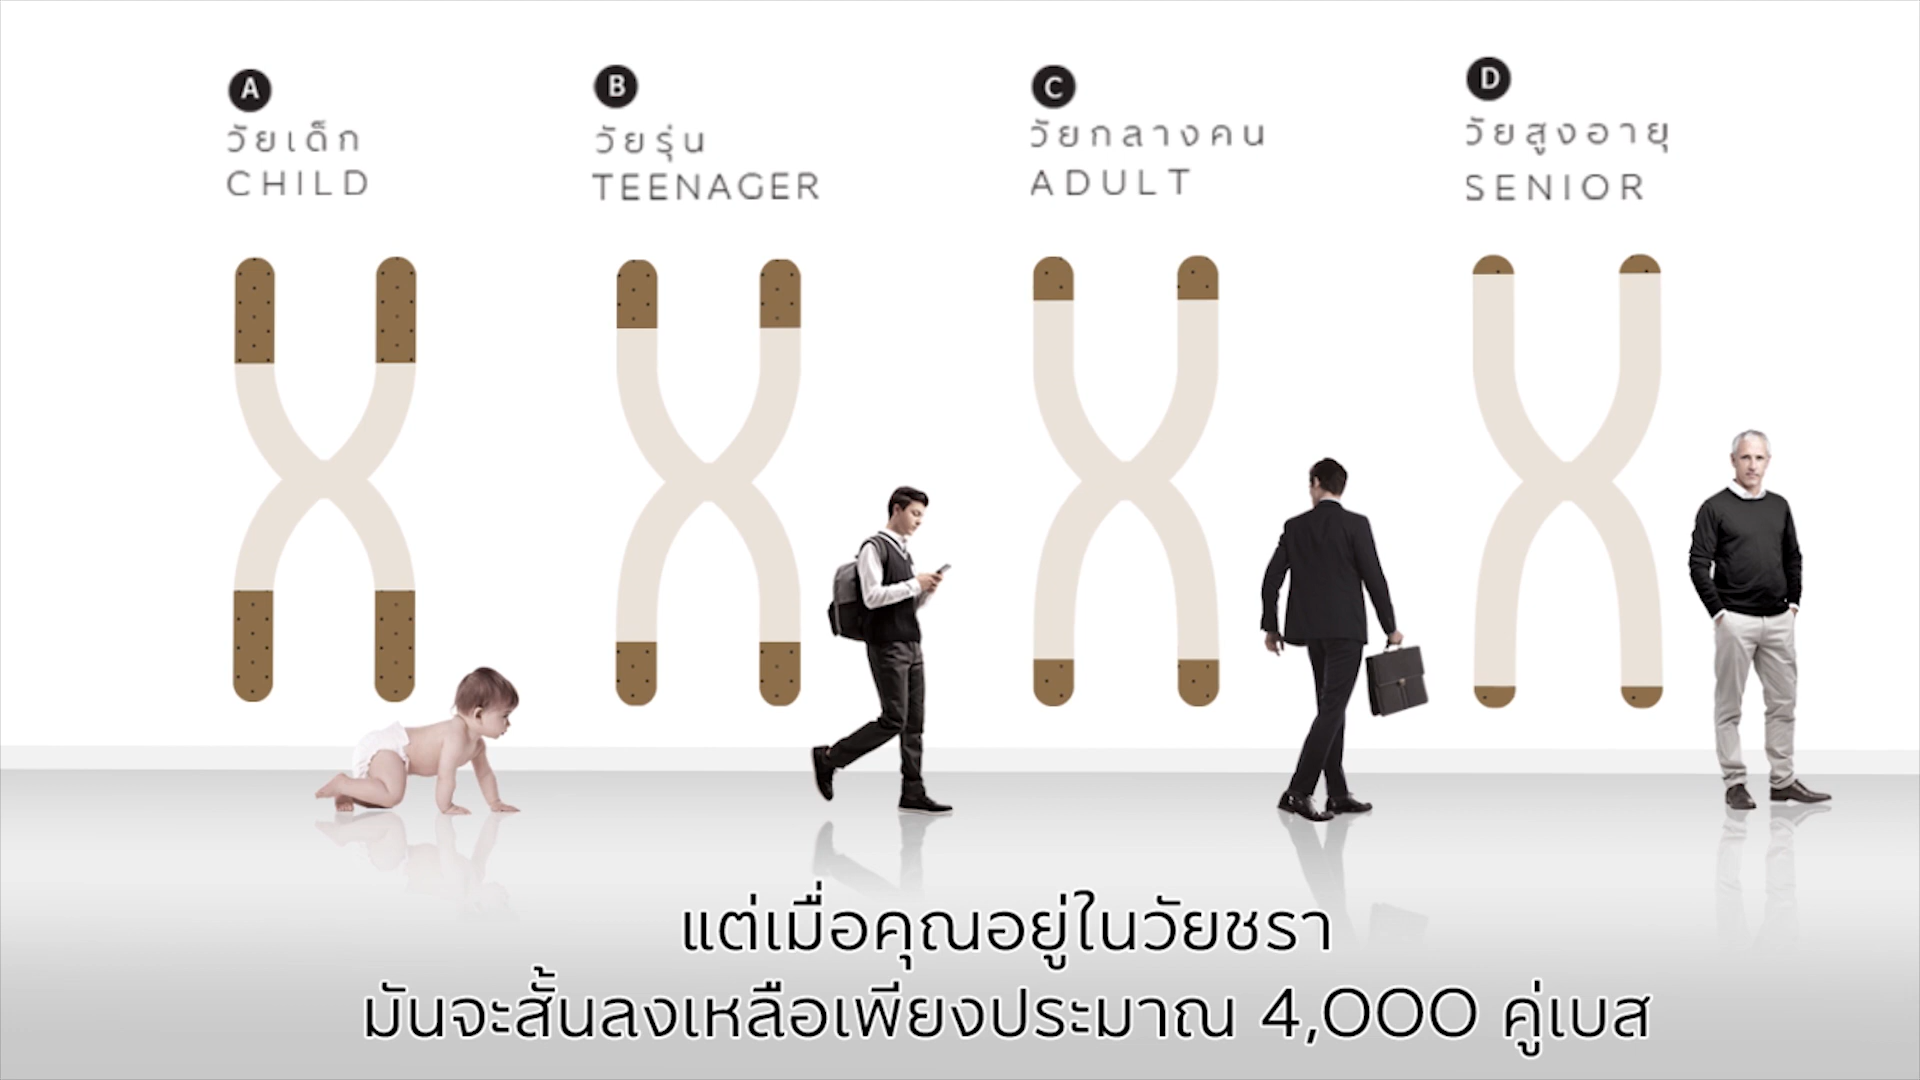 A
วัยเด็ก
CHILD
B
วัยรุ่น
TEENAGER
C
วัยกลางคน
ADULT
D
วัยสูงอายุ
SENIOR
แต่เมื่อคุณอยู่ในวัยชรา
มันจะสั้นลงเหลือเพียงประมาณ 4,000 คู่เบส